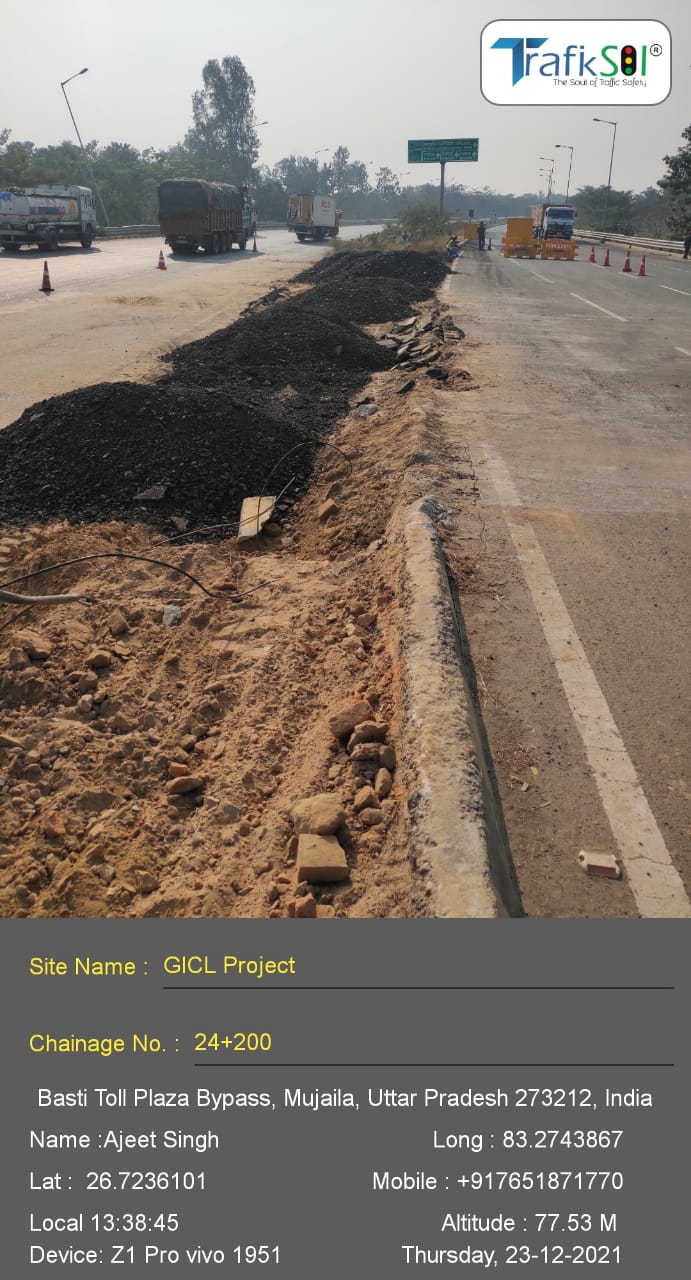 TrafikSol®
The Soul of Traffic Safety
Site Name : GICL Project
Chainage No. : 24+200
Basti Toll Plaza Bypass, Mujaila, Uttar Pradesh 273212, India
Name :Ajeet Singh Long : 83.2743867
Lat : 26.7236101 Mobile : +917651871770
Local 13:38:45 Altitude : 77.53 M
Device: Z1 Pro vivo 1951 Thursday, 23-12-2021